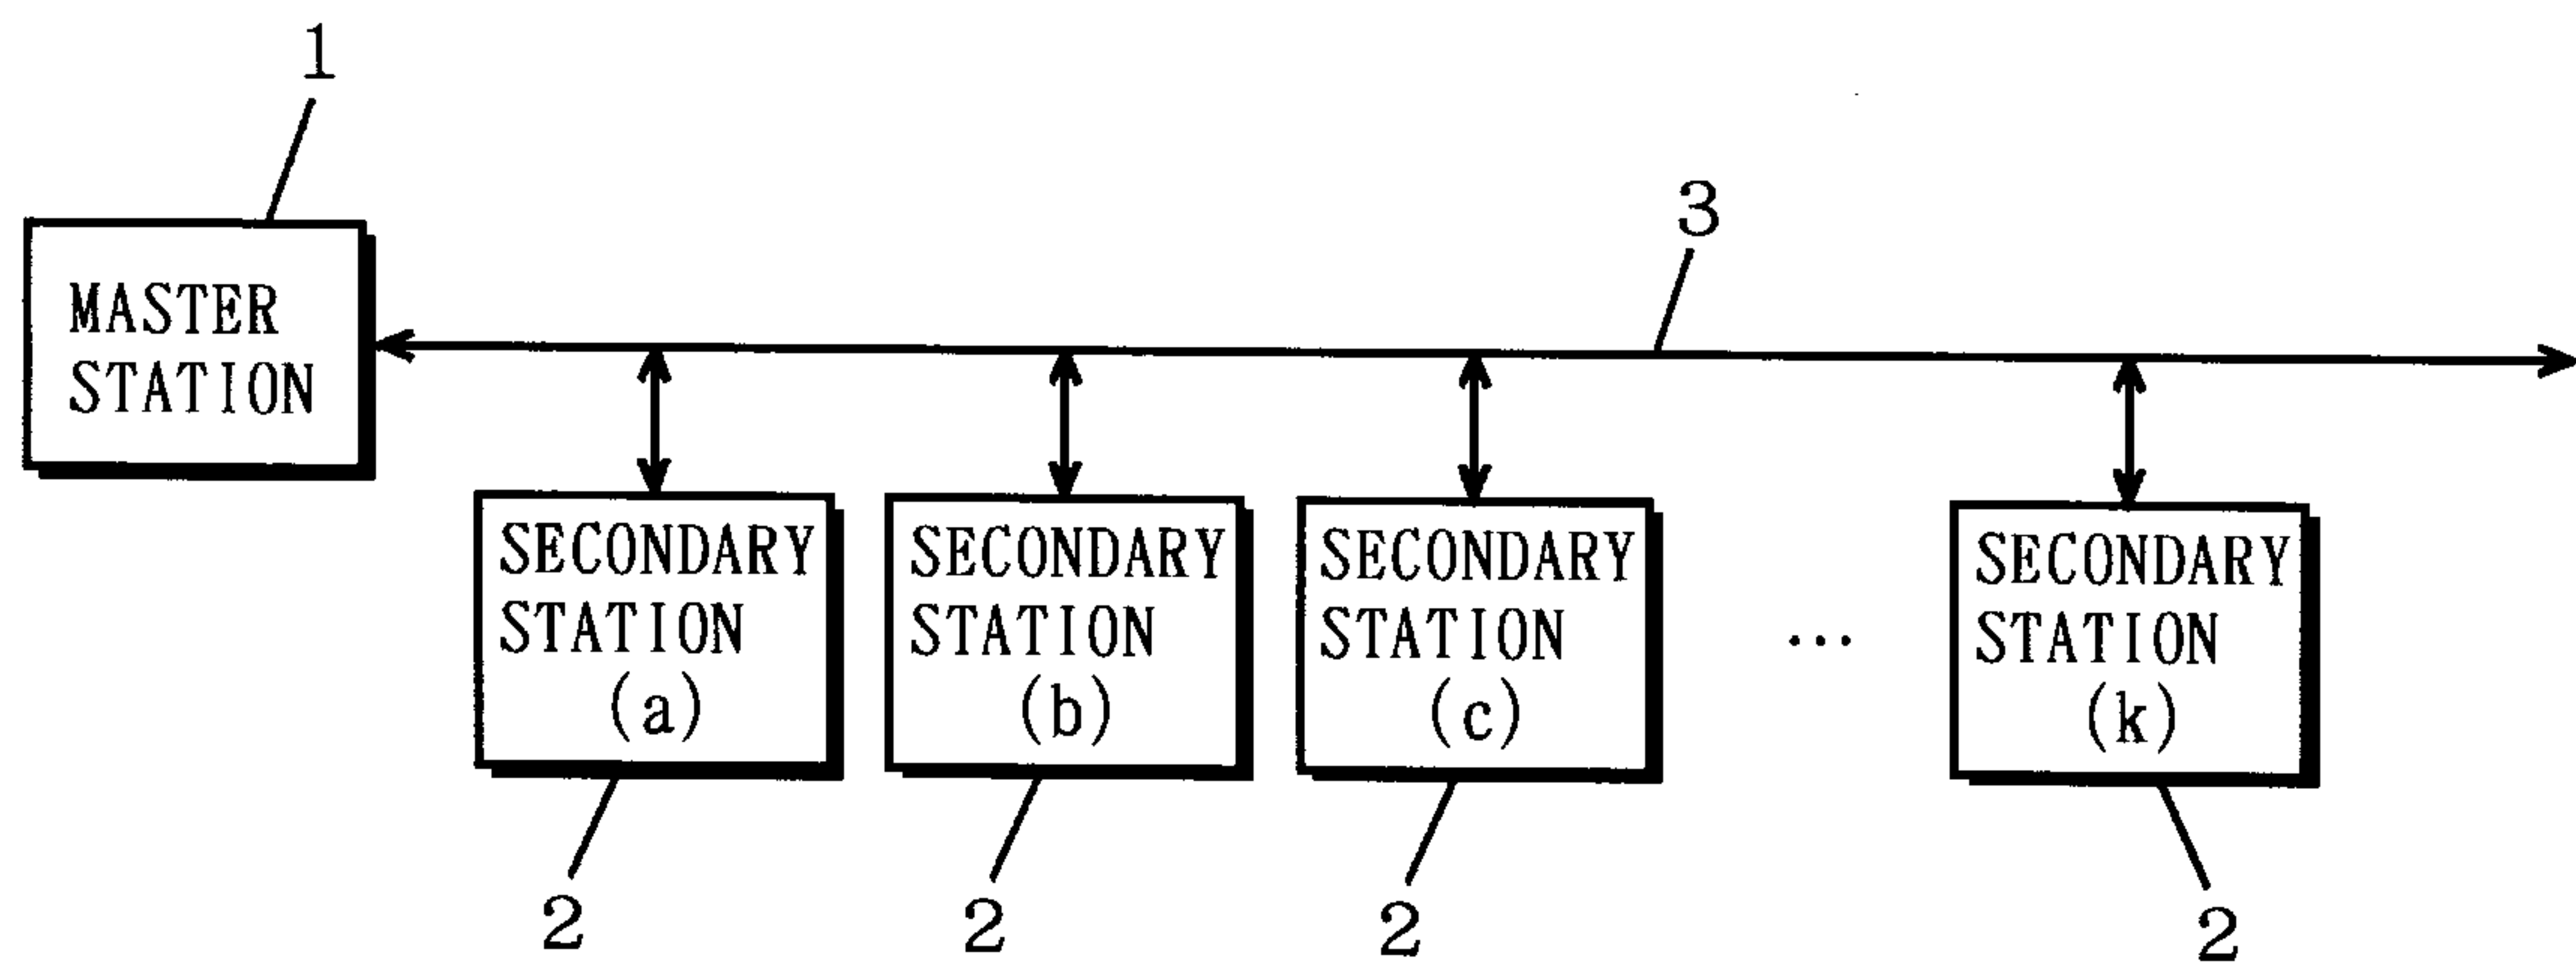 1
3
MASTER
STATION
SECONDARY
STATION
(a)
SECONDARY
STATION
(b)
SECONDARY
STATION
(c)
...
SECONDARY
STATION
(k)
2
2
2
2